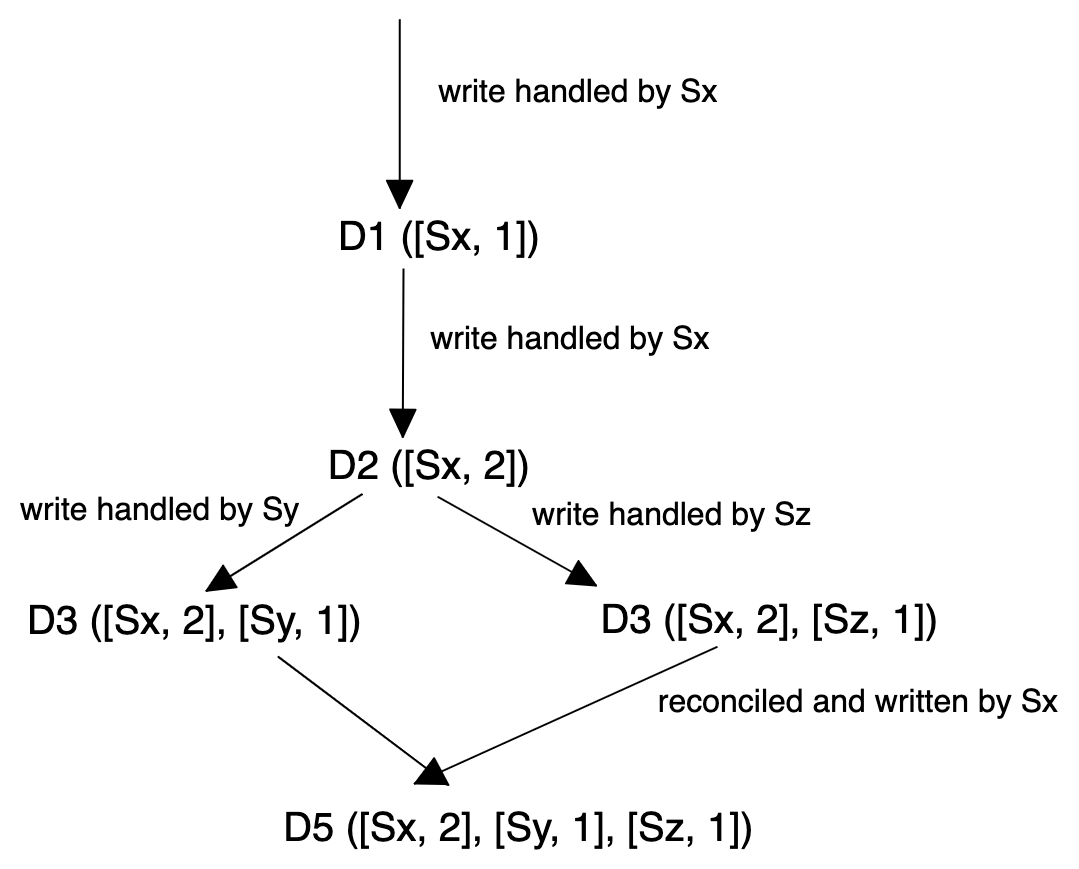 write handled by Sx
D1 ([Sx, 1])
write handled by Sx
D2 ([Sx, 2])
write handled by Sy
write handled by Sz
D3 ([Sx, 2], [Sy, 1])
D3 ([Sx, 2], [Sz, 1])
reconciled and written by Sx
D5 ([Sx, 2], [Sy, 1], [Sz, 1])